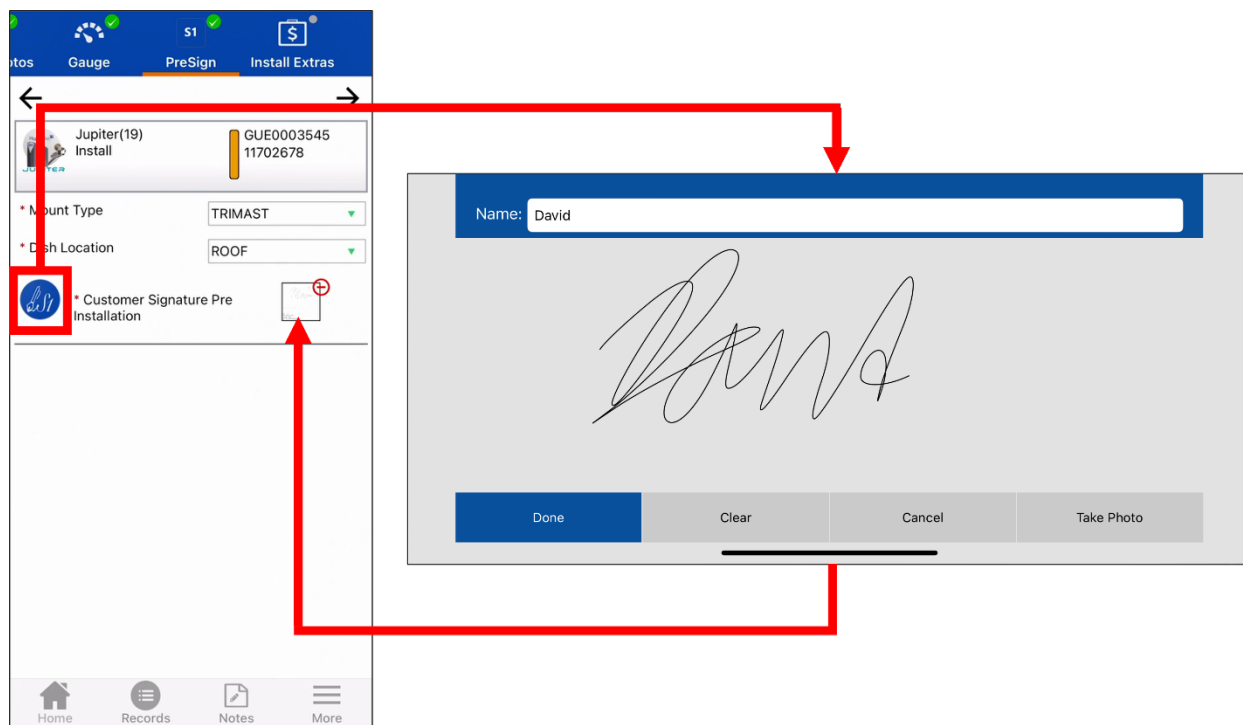 otos
Gauge
S1
PreSign
$
Install Extras
Jupiter(19)
Install
GUE0003545
11702678
JUPITER
* Mount Type
TRIMAST
* Dish Location
ROOF
* Customer Signature Pre
Installation
Home
Records
Notes
More
Name:
David
David
Done
Clear
Cancel
Take Photo